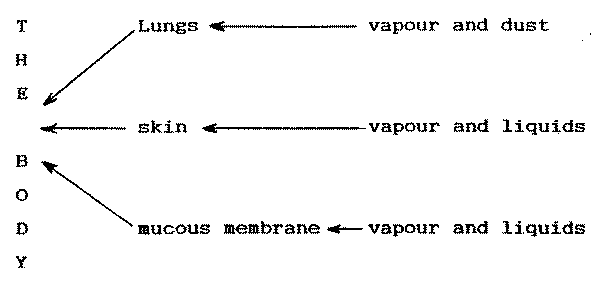 T Lungs vapour and dust
H
E
skin vapour and liquids
B
O
D mucous membrane vapour and liquids
Y